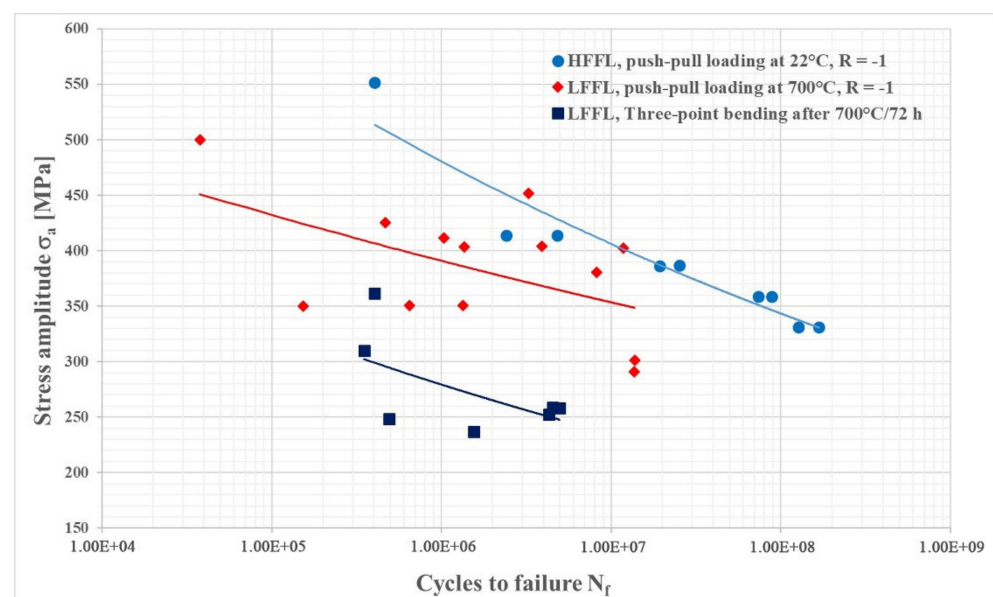 600
550
500
450
400
350
300
250
200
150
Stress amplitude σa [MPa]
HFFL, push-pull loading at 22°C, R = -1
LFFL, push-pull loading at 700°C, R = -1
LFFL, Three-point bending after 700°C/72 h
1.00E+04 1.00E+05 1.00E+06 1.00E+07 1.00E+08 1.00E+09
Cycles to failure Nf